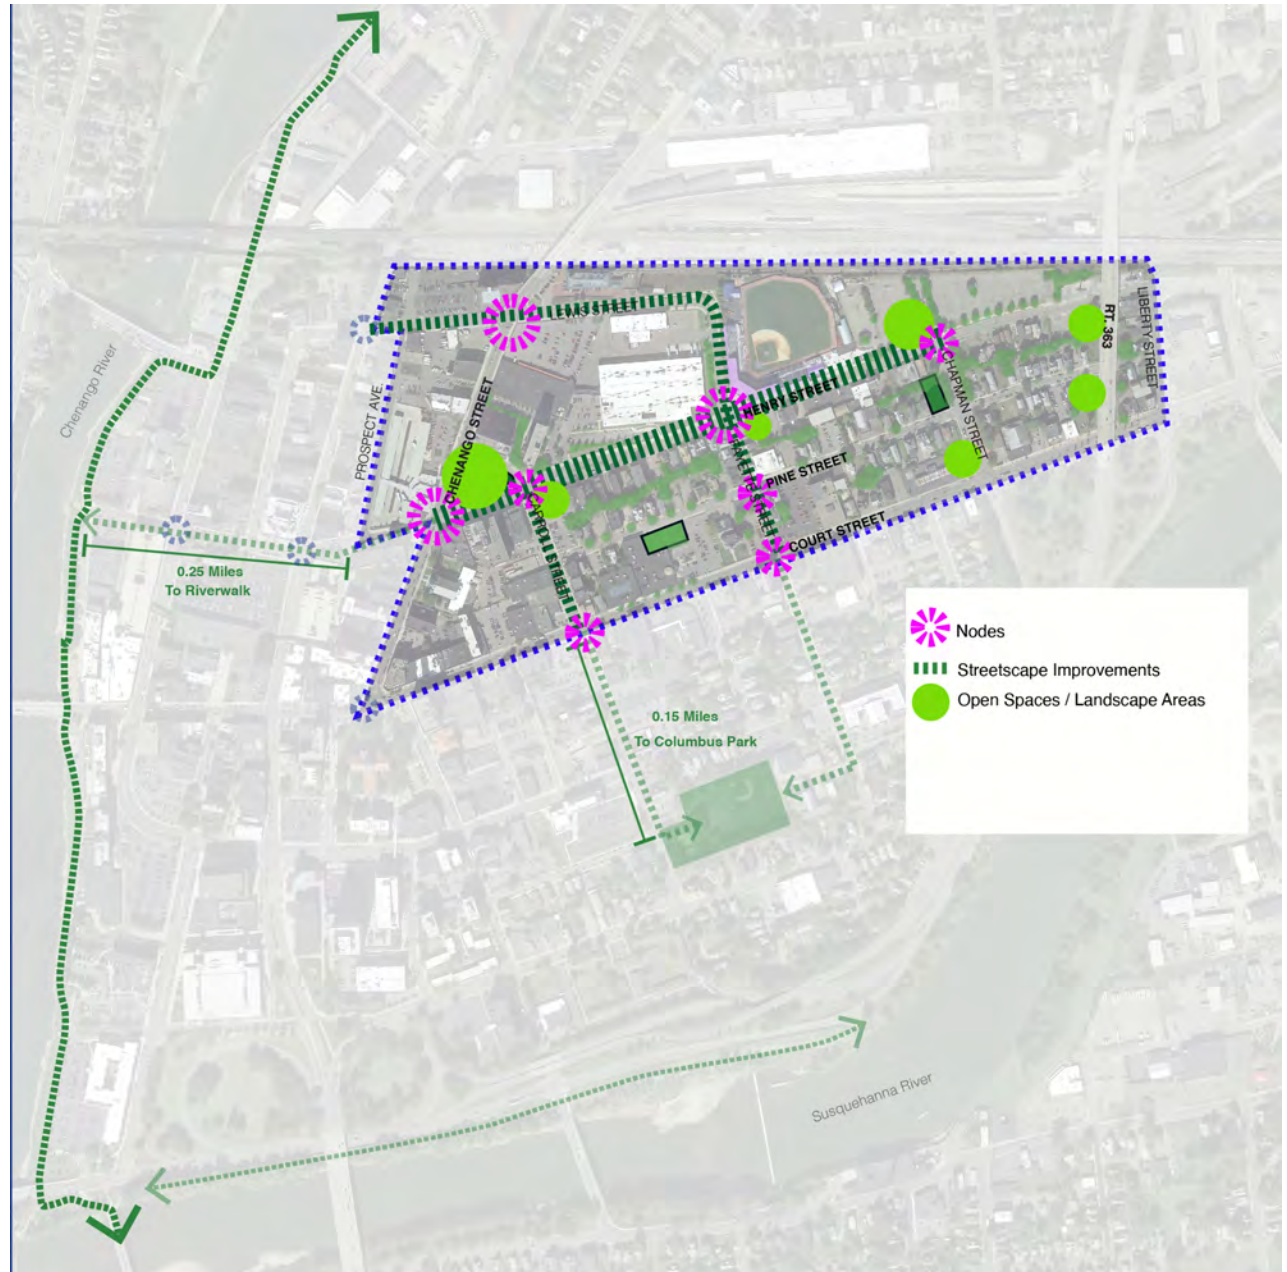 LEWIS STREET
RT. 363
LIBERTY STREET
Chenango River
PROSPECT AVE.
CHENANGO STREET
HENRY STREET
CHAPMAN STREET
PINE STREET
COURT STREET
STREET
0.25 Miles
To Riverwalk
Nodes
Streetscape Improvements
Open Spaces / Landscape Areas
0.15 Miles
To Columbus Park
Susquehanna River